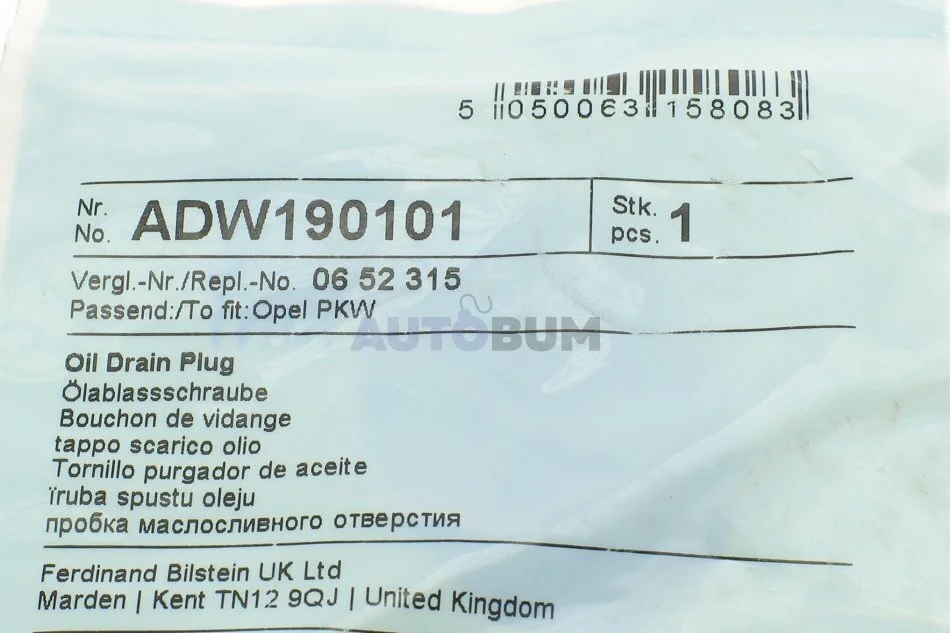 5 050063 158083
Nr.
No. ADW190101
Stk.
pcs. 1
Vergl.-Nr./Repl.-No. 06 52 315
Passend:/To fit: Opel PKW
AUTOBUM
Oil Drain Plug
Ölablassschraube
Bouchon de vidange
tappo scarico olio
Tornillo purgador de aceite
ïruba spustu oleju
пробка маслосливного отверстия
Ferdinand Bilstein UK Ltd
Marden | Kent TN12 9QJ | United Kingdom